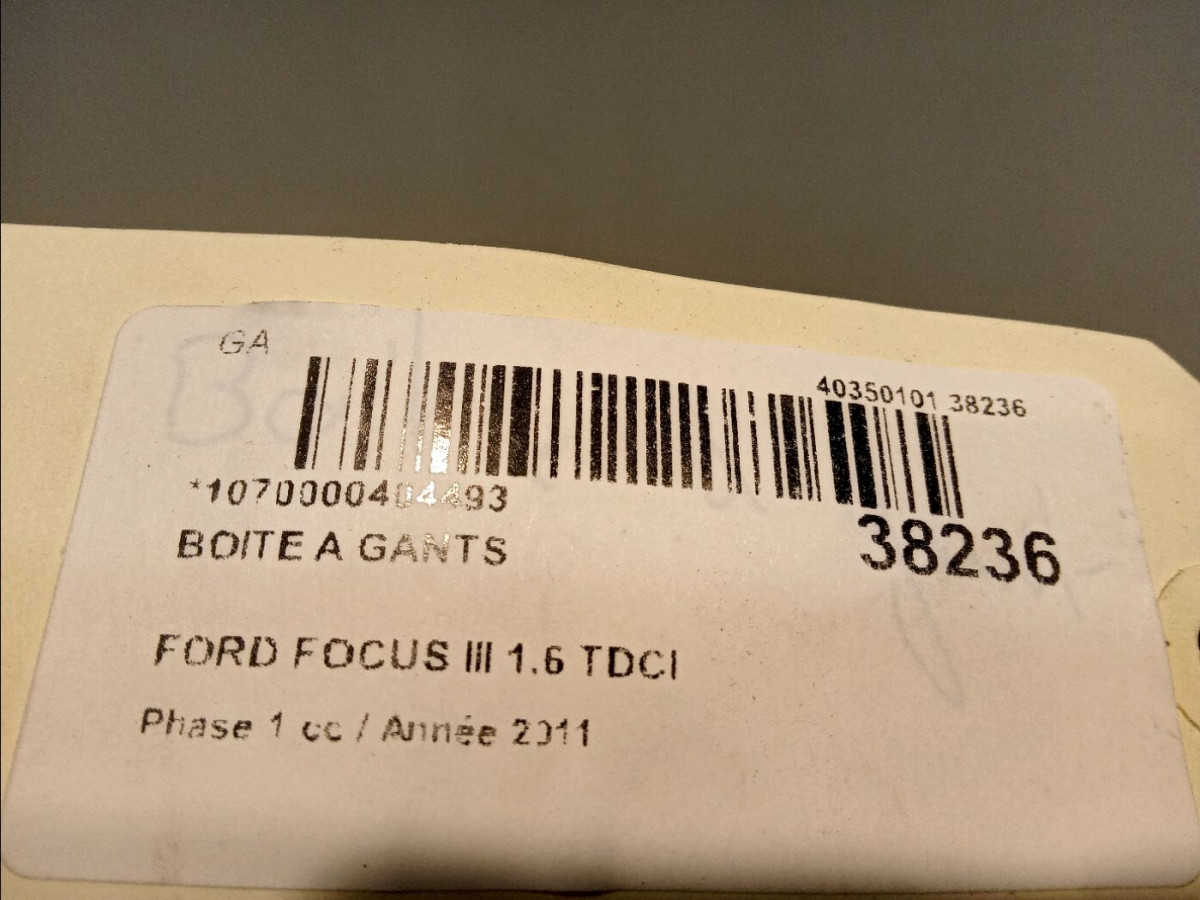 GA
40350101 38236
*1070000404493
38236
BOITE A GANTS
FORD FOCUS III 1.6 TDCI
Phase 1 cc / Année 2011